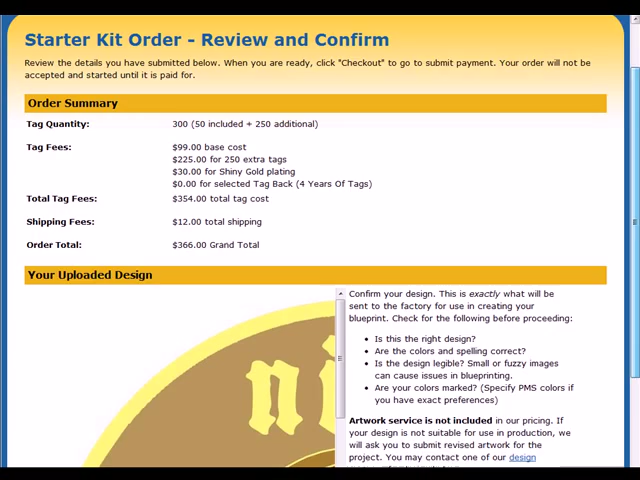 Starter Kit Order - Review and Confirm
Review the details you have submitted below. When you are ready, click "Checkout" to go to submit payment. Your order will not be
accepted and started until it is paid for.
Order Summary
Tag Quantity: 300 (50 included + 250 additional)
Tag Fees: $99.00 base cost
$225.00 for 250 extra tags
$30.00 for Shiny Gold plating
$0.00 for selected Tag Back (4 Years Of Tags)
Total Tag Fees: $354.00 total tag cost
Shipping Fees: $12.00 total shipping
Order Total: $366.00 Grand Total
Your Uploaded Design
ni
Confirm your design. This is exactly what will be
sent to the factory for use in creating your
blueprint. Check for the following before proceeding:
• Is this the right design?
• Are the colors and spelling correct?
• Is the design legible? Small or fuzzy images
can cause issues in blueprinting.
• Are your colors marked? (Specify PMS colors if
you have exact preferences)
Artwork service is not included in our pricing. If
your design is not suitable for use in production, we
will ask you to submit revised artwork for the
project. You may contact one of our design